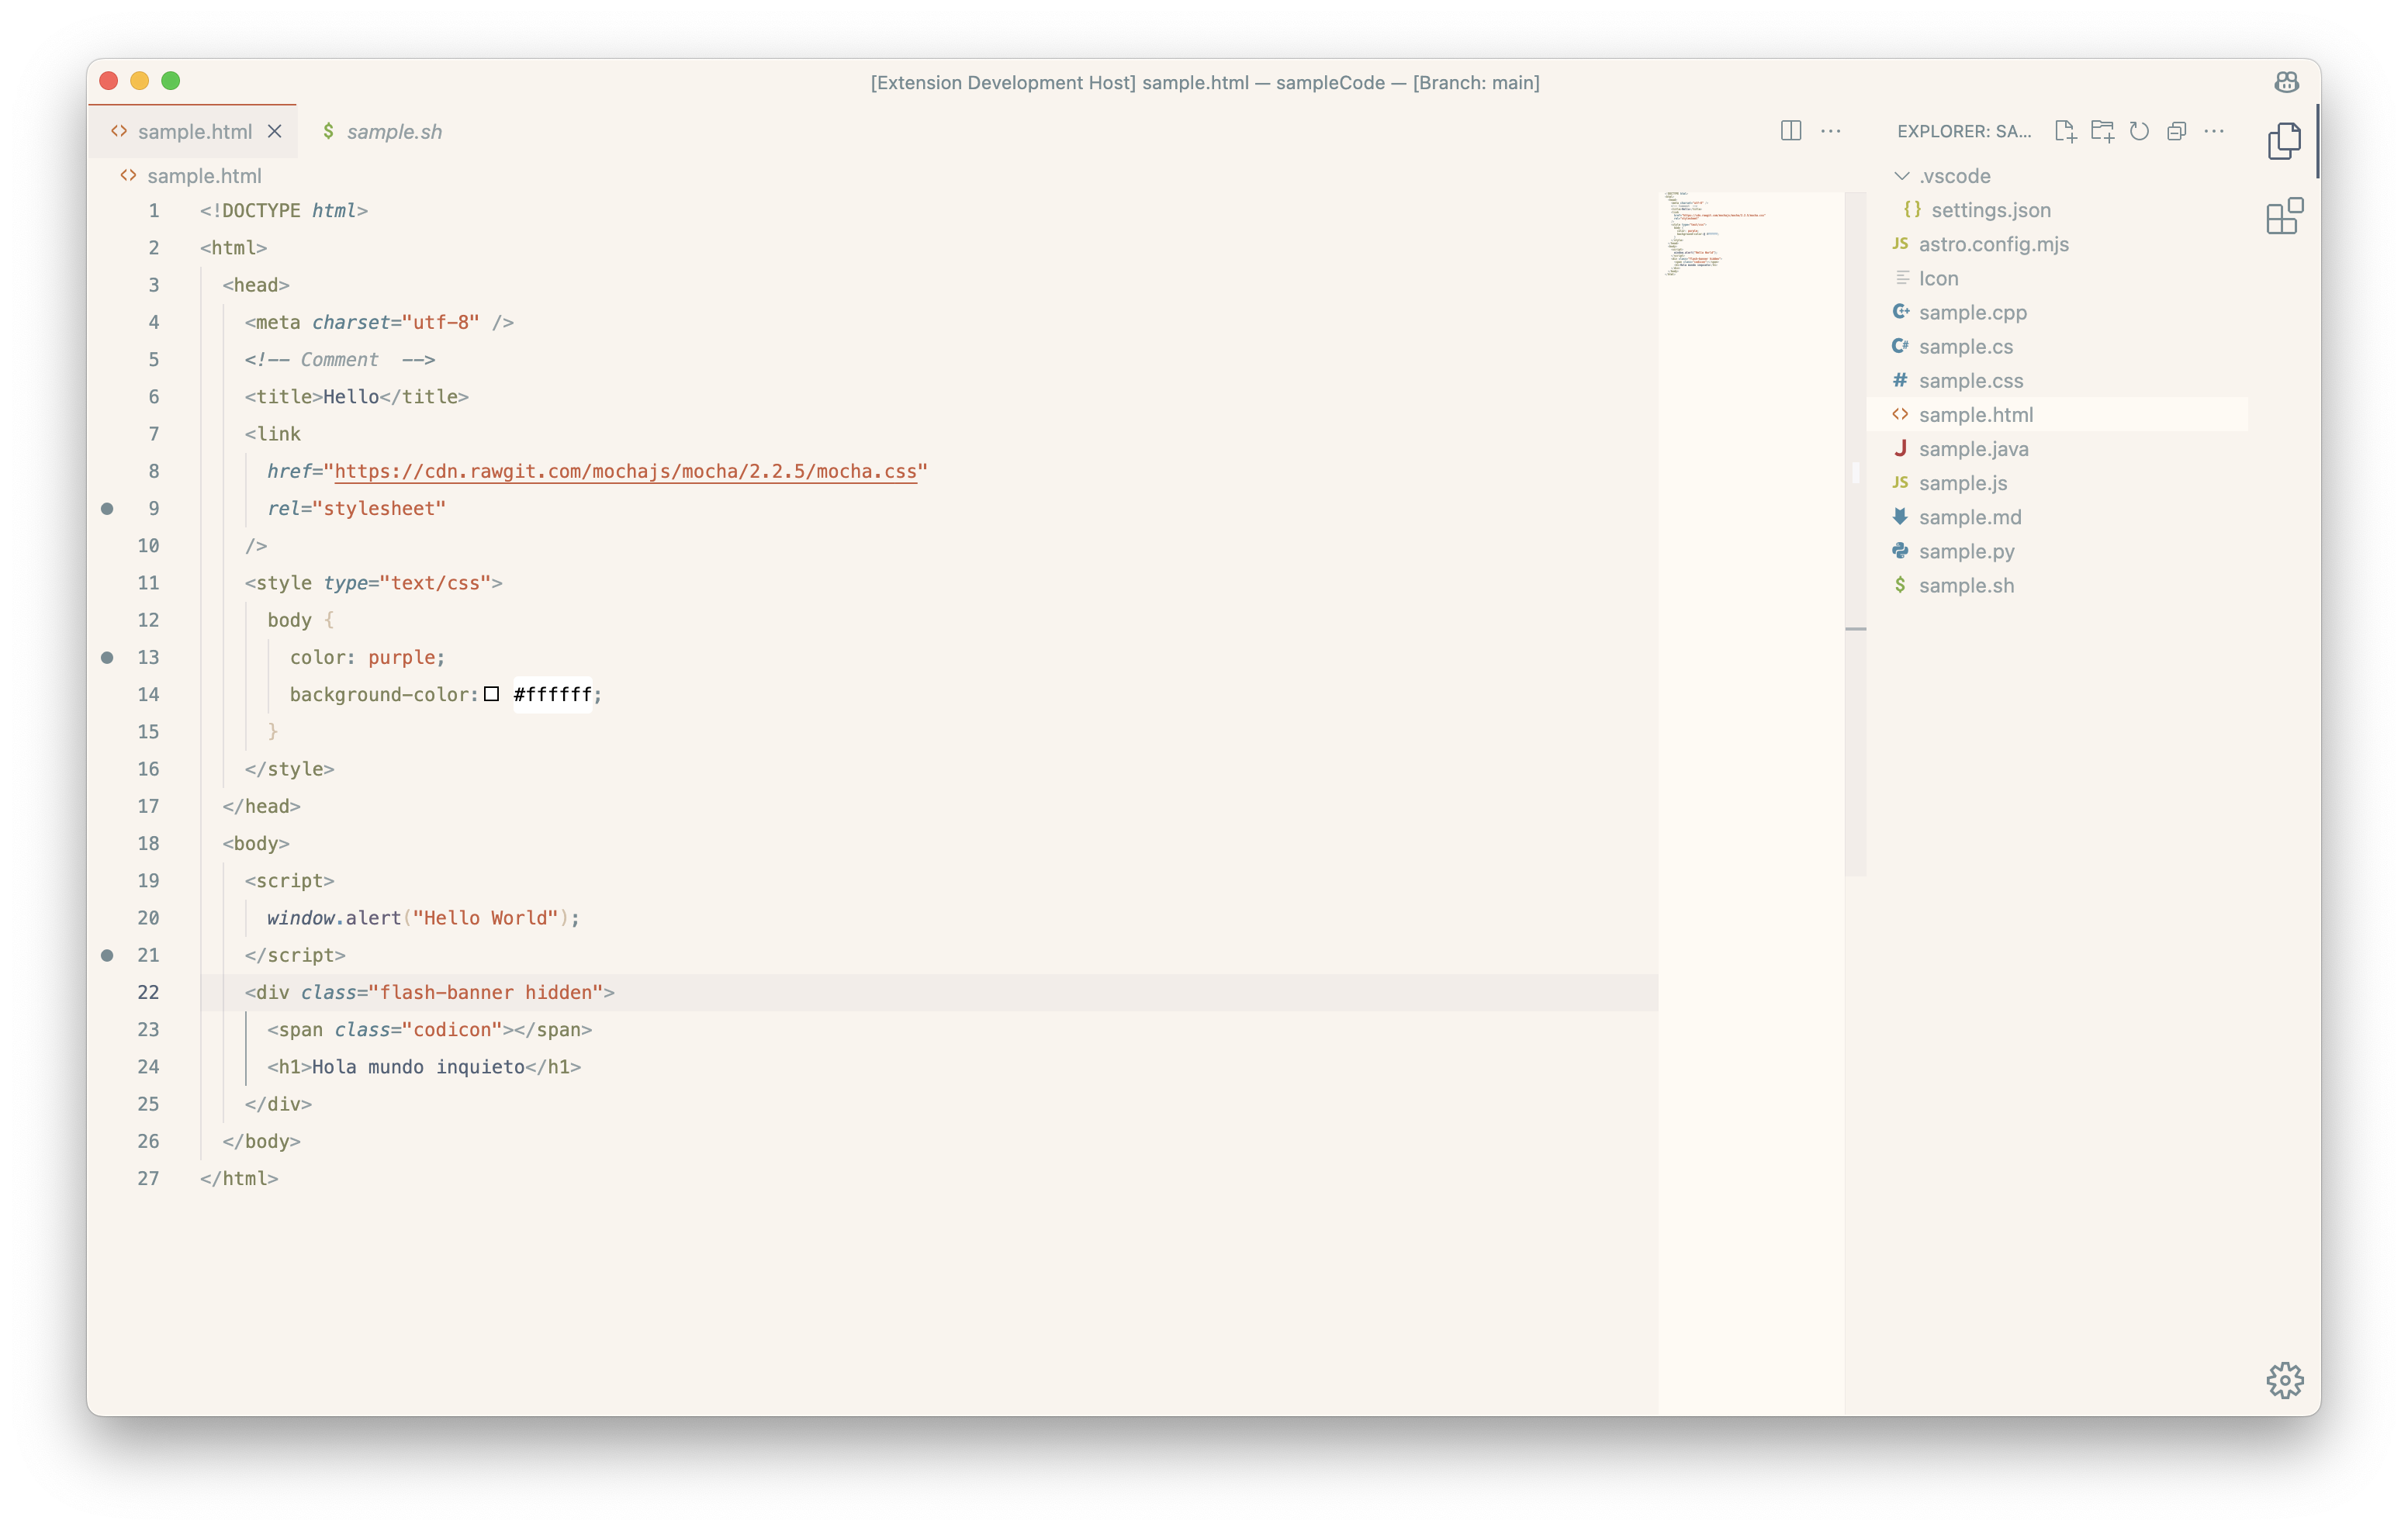 [Extension Development Host] sample.html — sampleCode — [Branch: main]
<> sample.html
$ sample.sh
EXPLORER: SA...
<> sample.html
1 <!DOCTYPE html>
2 <html>
3 <head>
4 <meta charset="utf-8" />
5 <!-- Comment  -->
6 <title>Hello</title>
7 <link
8 href="https://cdn.rawgit.com/mochajs/mocha/2.2.5/mocha.css"
9 rel="stylesheet"
10 />
11 <style type="text/css">
12 body {
13 color: purple;
14 background-color: #ffffff;
15 }
16 </style>
17 </head>
18 <body>
19 <script>
20 window.alert("Hello World");
21 </script>
22 <div class="flash-banner hidden">
23 <span class="codicon"></span>
24 <h1>Hola mundo inquieto</h1>
25 </div>
26 </body>
27 </html>
.vscode
{} settings.json
JS astro.config.mjs
Icon
C+ sample.cpp
C# sample.cs
# sample.css
<> sample.html
J sample.java
JS sample.js
sample.md
sample.py
$ sample.sh